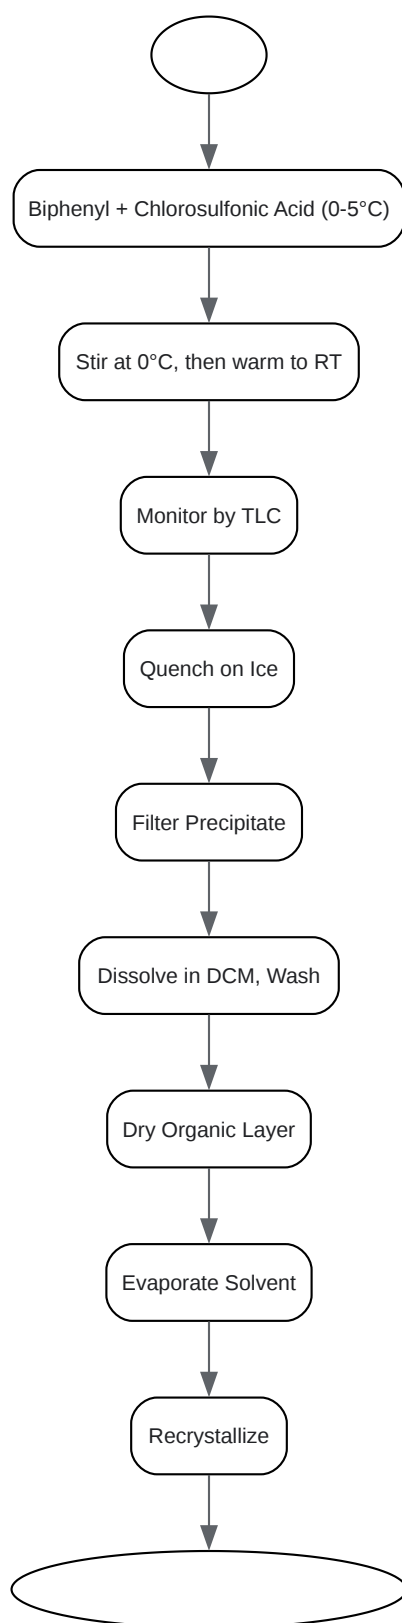 Biphenyl + Chlorosulfonic Acid (0-5°C)
Stir at 0°C, then warm to RT
Monitor by TLC
Quench on Ice
Filter Precipitate
Dissolve in DCM, Wash
Dry Organic Layer
Evaporate Solvent
Recrystallize